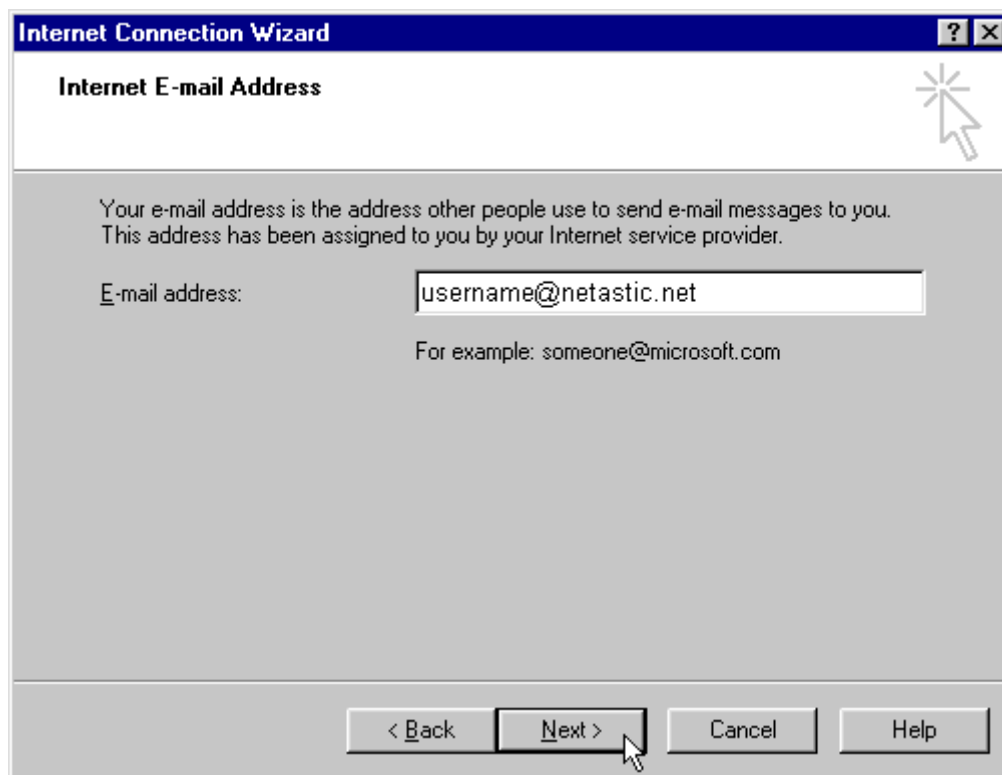 Internet Connection Wizard
Internet E-mail Address
Your e-mail address is the address other people use to send e-mail messages to you.
This address has been assigned to you by your Internet service provider.
E-mail address: username@netastic.net
For example: someone@microsoft.com
< Back Next > Cancel Help